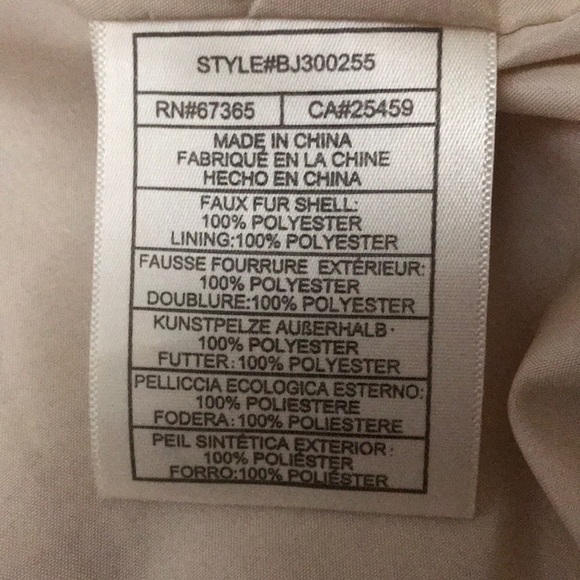 STYLE#BJ300255
RN#67365 CA#25459
MADE IN CHINA
FABRIQUÉ EN LA CHINE
HECHO EN CHINA
FAUX FUR SHELL:
100% POLYESTER
LINING:100% POLYESTER
FAUSSE FOURRURE EXTÉRIEUR:
100% POLYESTER
DOUBLURE:100% POLYESTER
KUNSTPELZE AUßERHALB·
100% POLYESTER
FUTTER:100% POLYESTER
PELLICCIA ECOLOGICA ESTERNO:
100% POLIESTERE
FODERA:100% POLIESTERE
PEIL SINTÉTICA EXTERIOR:
100% POLIÉSTER
FORRO:100% POLIÉSTER